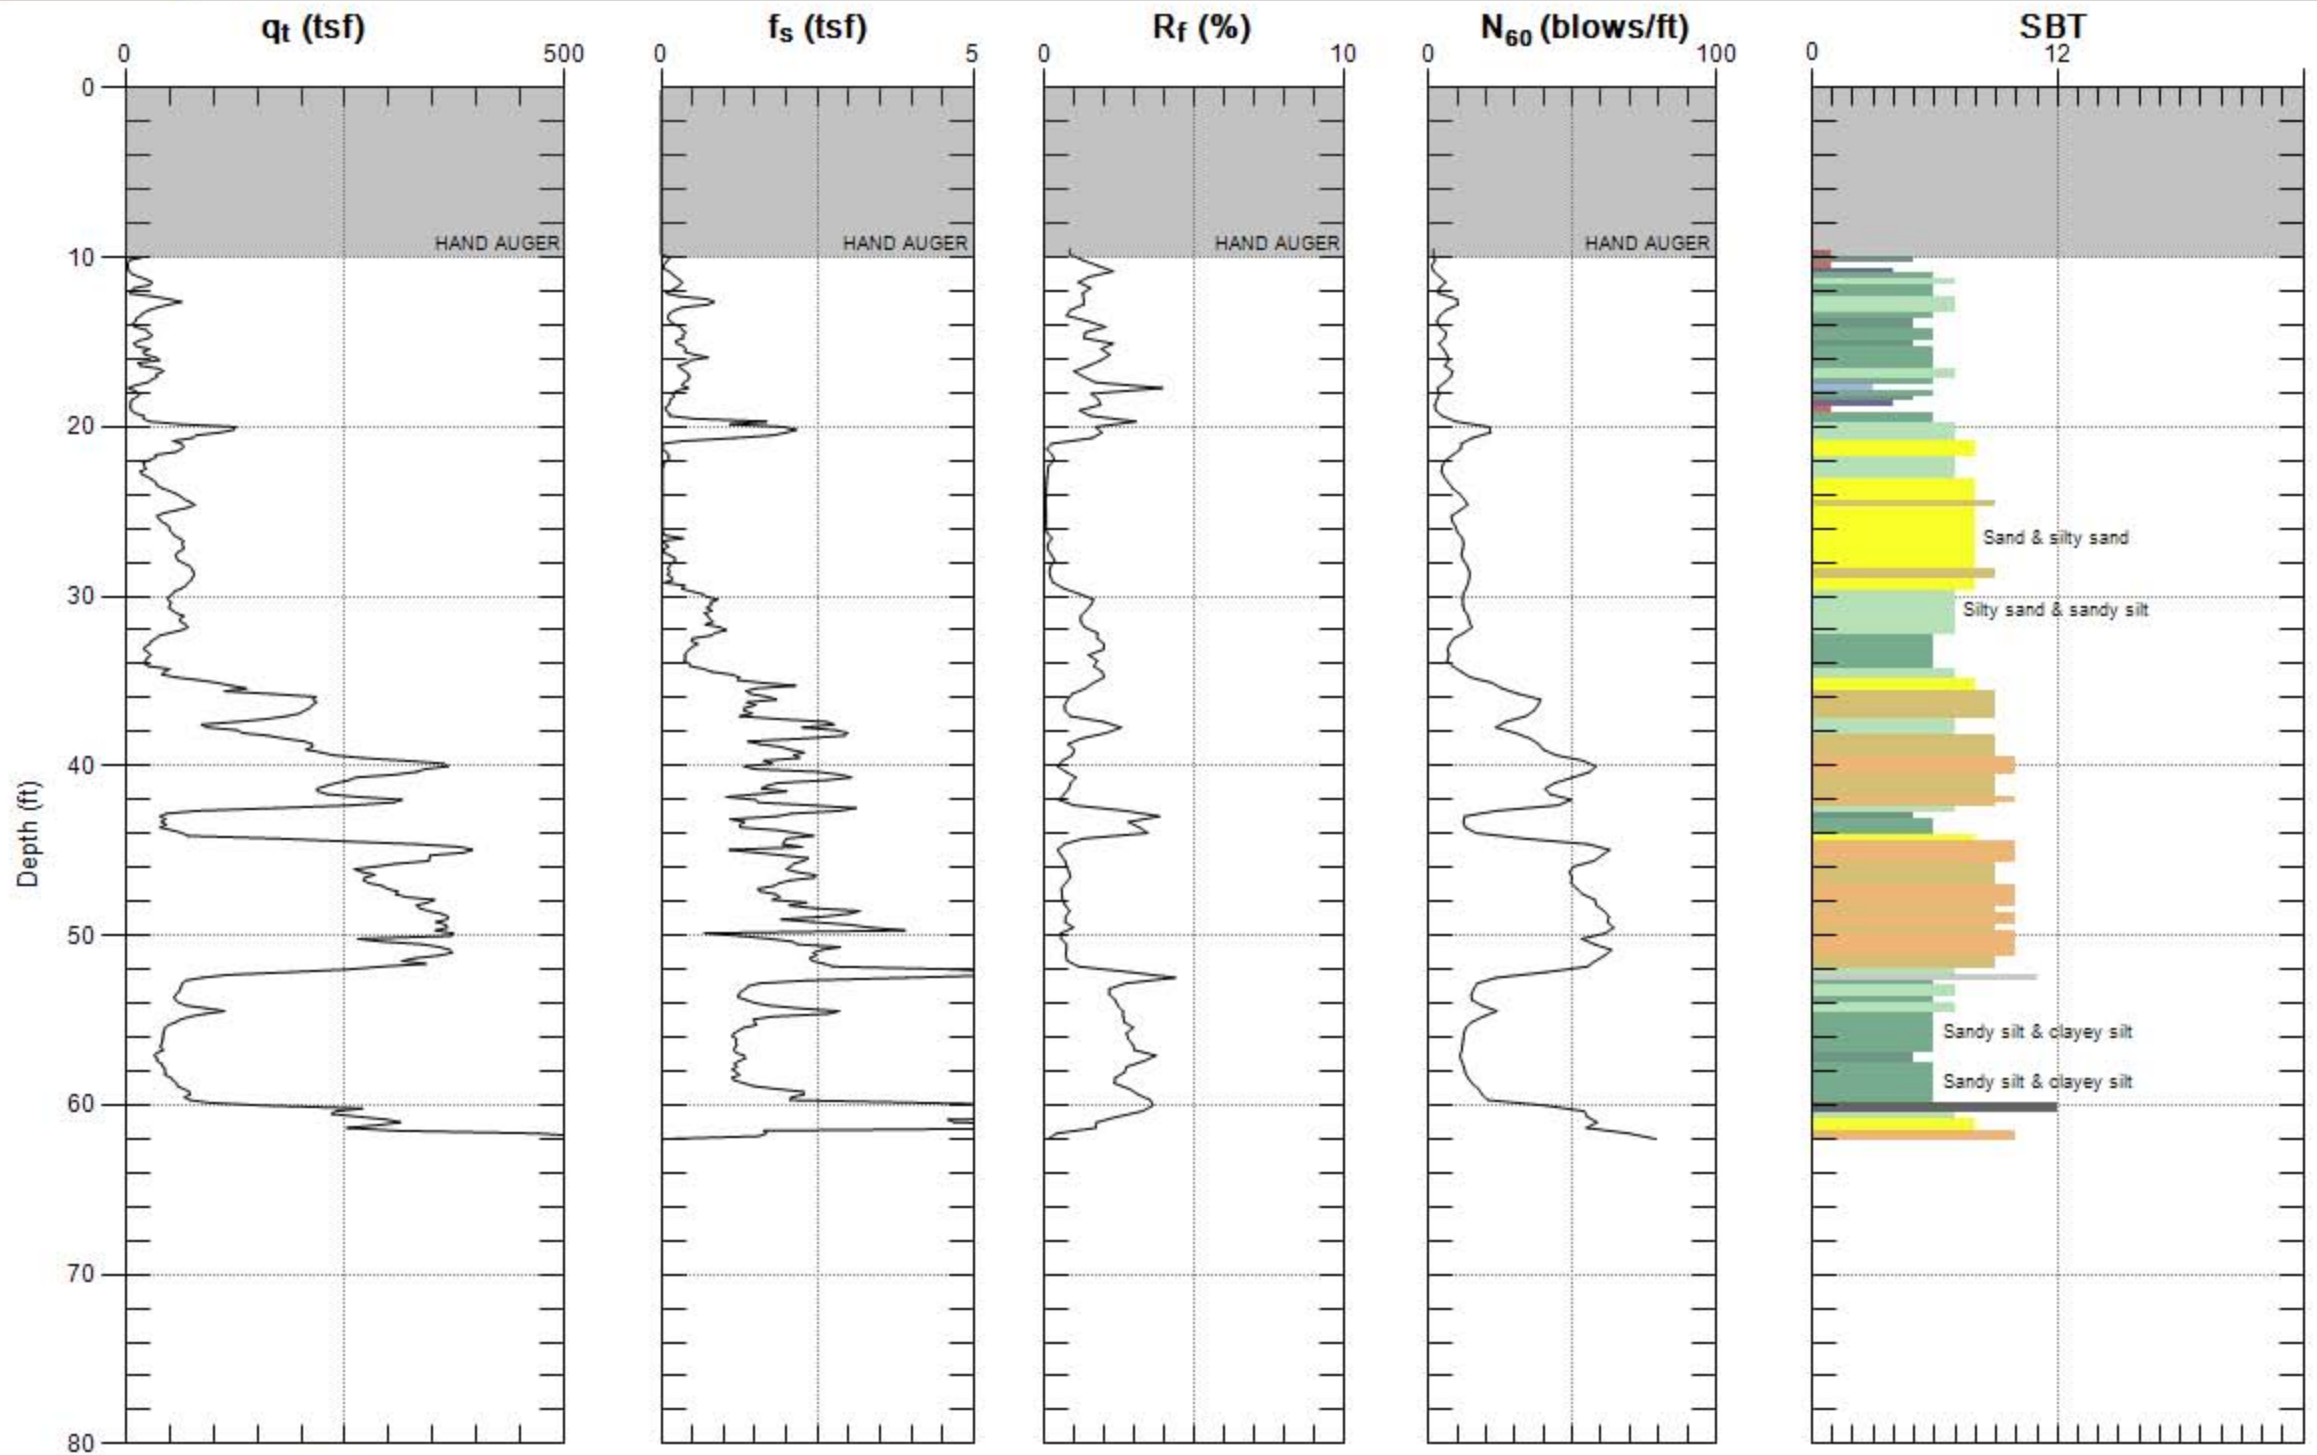 qt (tsf) fs (tsf) Rf (%) N60 (blows/ft) SBT
0 500 0 5 0 10 0 100 0 12
0
HAND AUGER HAND AUGER HAND AUGER HAND AUGER
10
20
Sand & silty sand
30
Silty sand & sandy silt
40
Depth (ft)
50
Sandy silt & clayey silt
Sandy silt & clayey silt
60
70
80